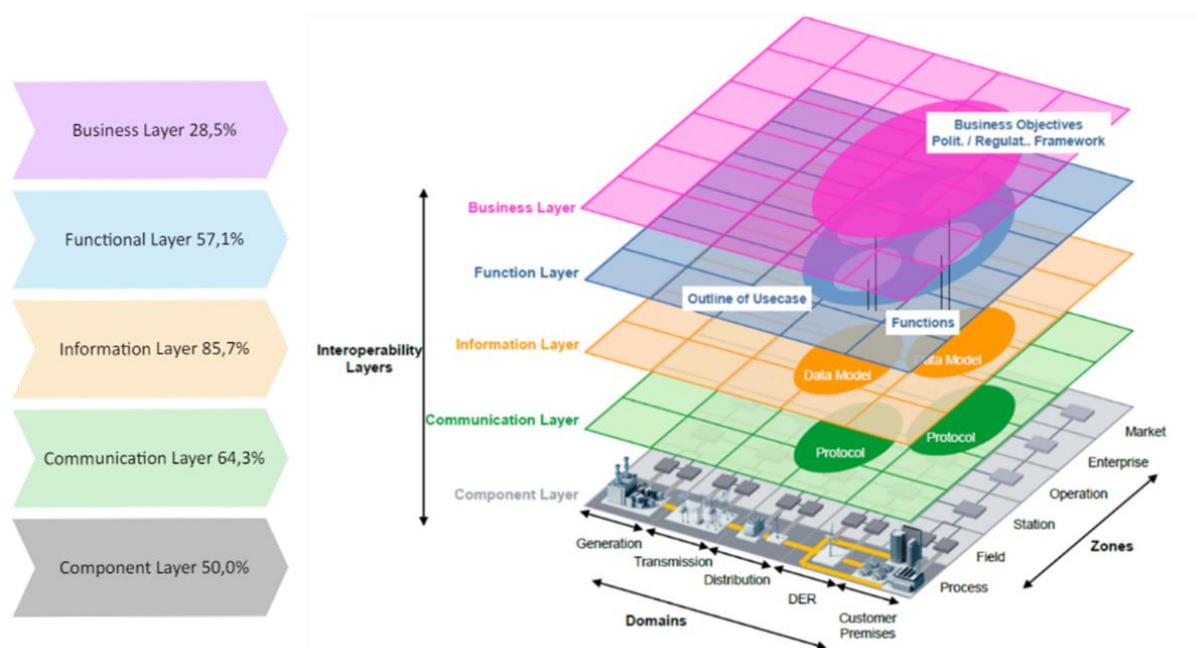 Business Layer 28,5%
Functional Layer 57,1%
Information Layer 85,7%
Communication Layer 64,3%
Component Layer 50,0%
Business Objectives
Polit. / Regulat.. Framework
Business Layer
Function Layer
Outline of Usecase
Functions
Information Layer
Interoperability
Layers
Data Model
Data Model
Communication Layer
Protocol
Protocol
Component Layer
Market
Enterprise
Operation
Station
Field
Process
Zones
Generation
Transmission
Distribution
DER
Customer
Premises
Domains